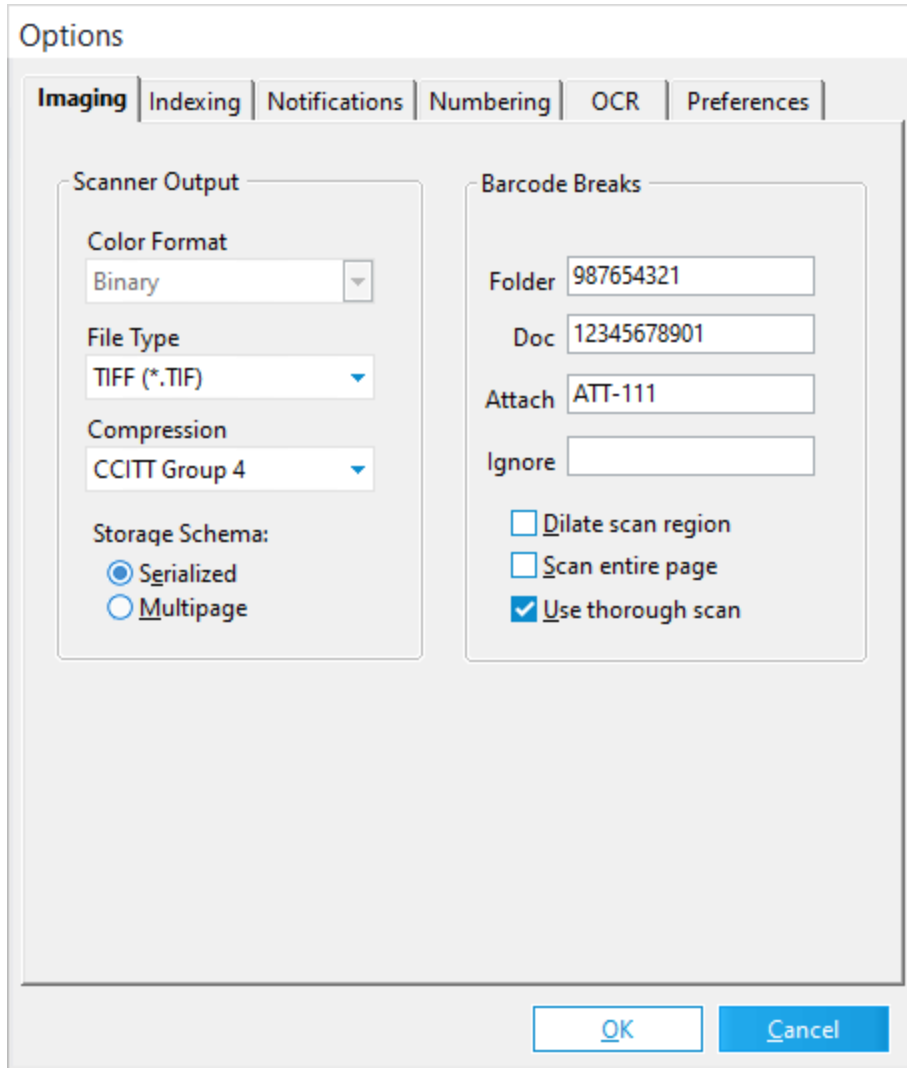 Options
Imaging Indexing Notifications Numbering OCR Preferences
Scanner Output
Color Format
Binary
File Type
TIFF (*.TIF)
Compression
CCITT Group 4
Storage Schema:
Serialized
Multipage
Barcode Breaks
Folder 987654321
Doc 12345678901
Attach ATT-111
Ignore
Dilate scan region
Scan entire page
Use thorough scan
OK Cancel